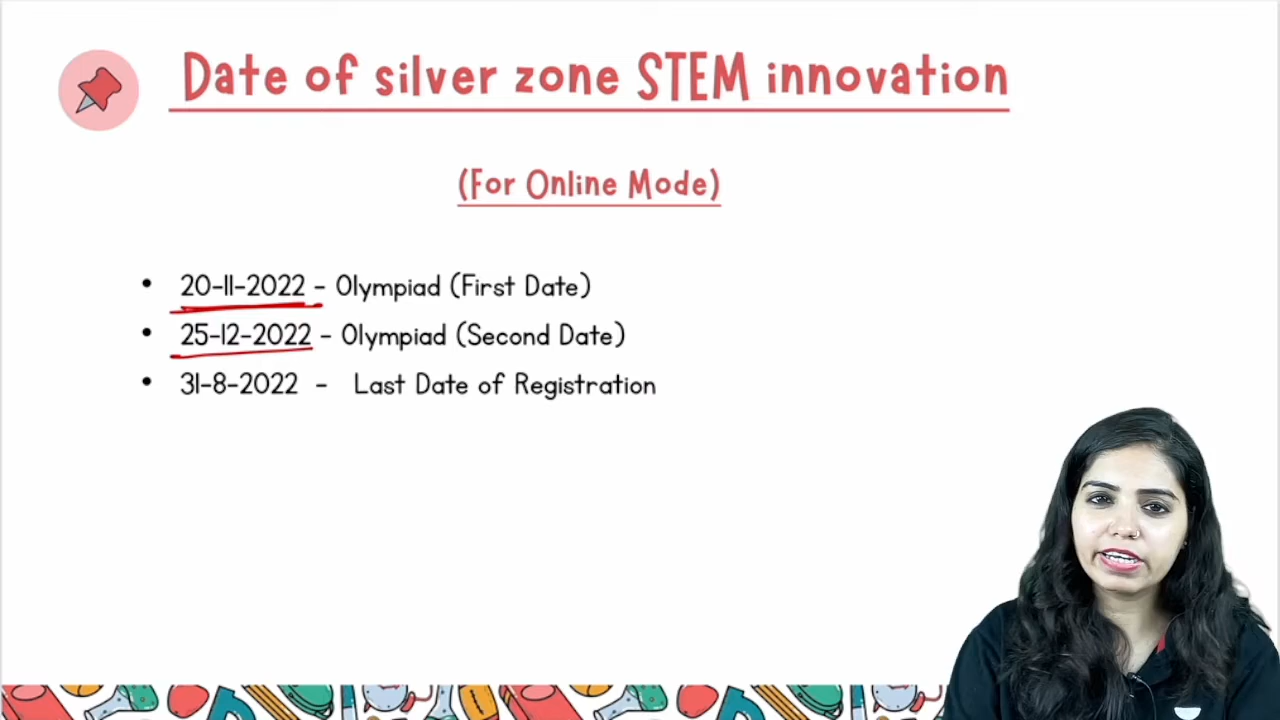 Date of silver zone STEM innovation
(For Online Mode)
• 20-11-2022 - Olympiad (First Date)
• 25-12-2022 - Olympiad (Second Date)
• 31-8-2022 - Last Date of Registration